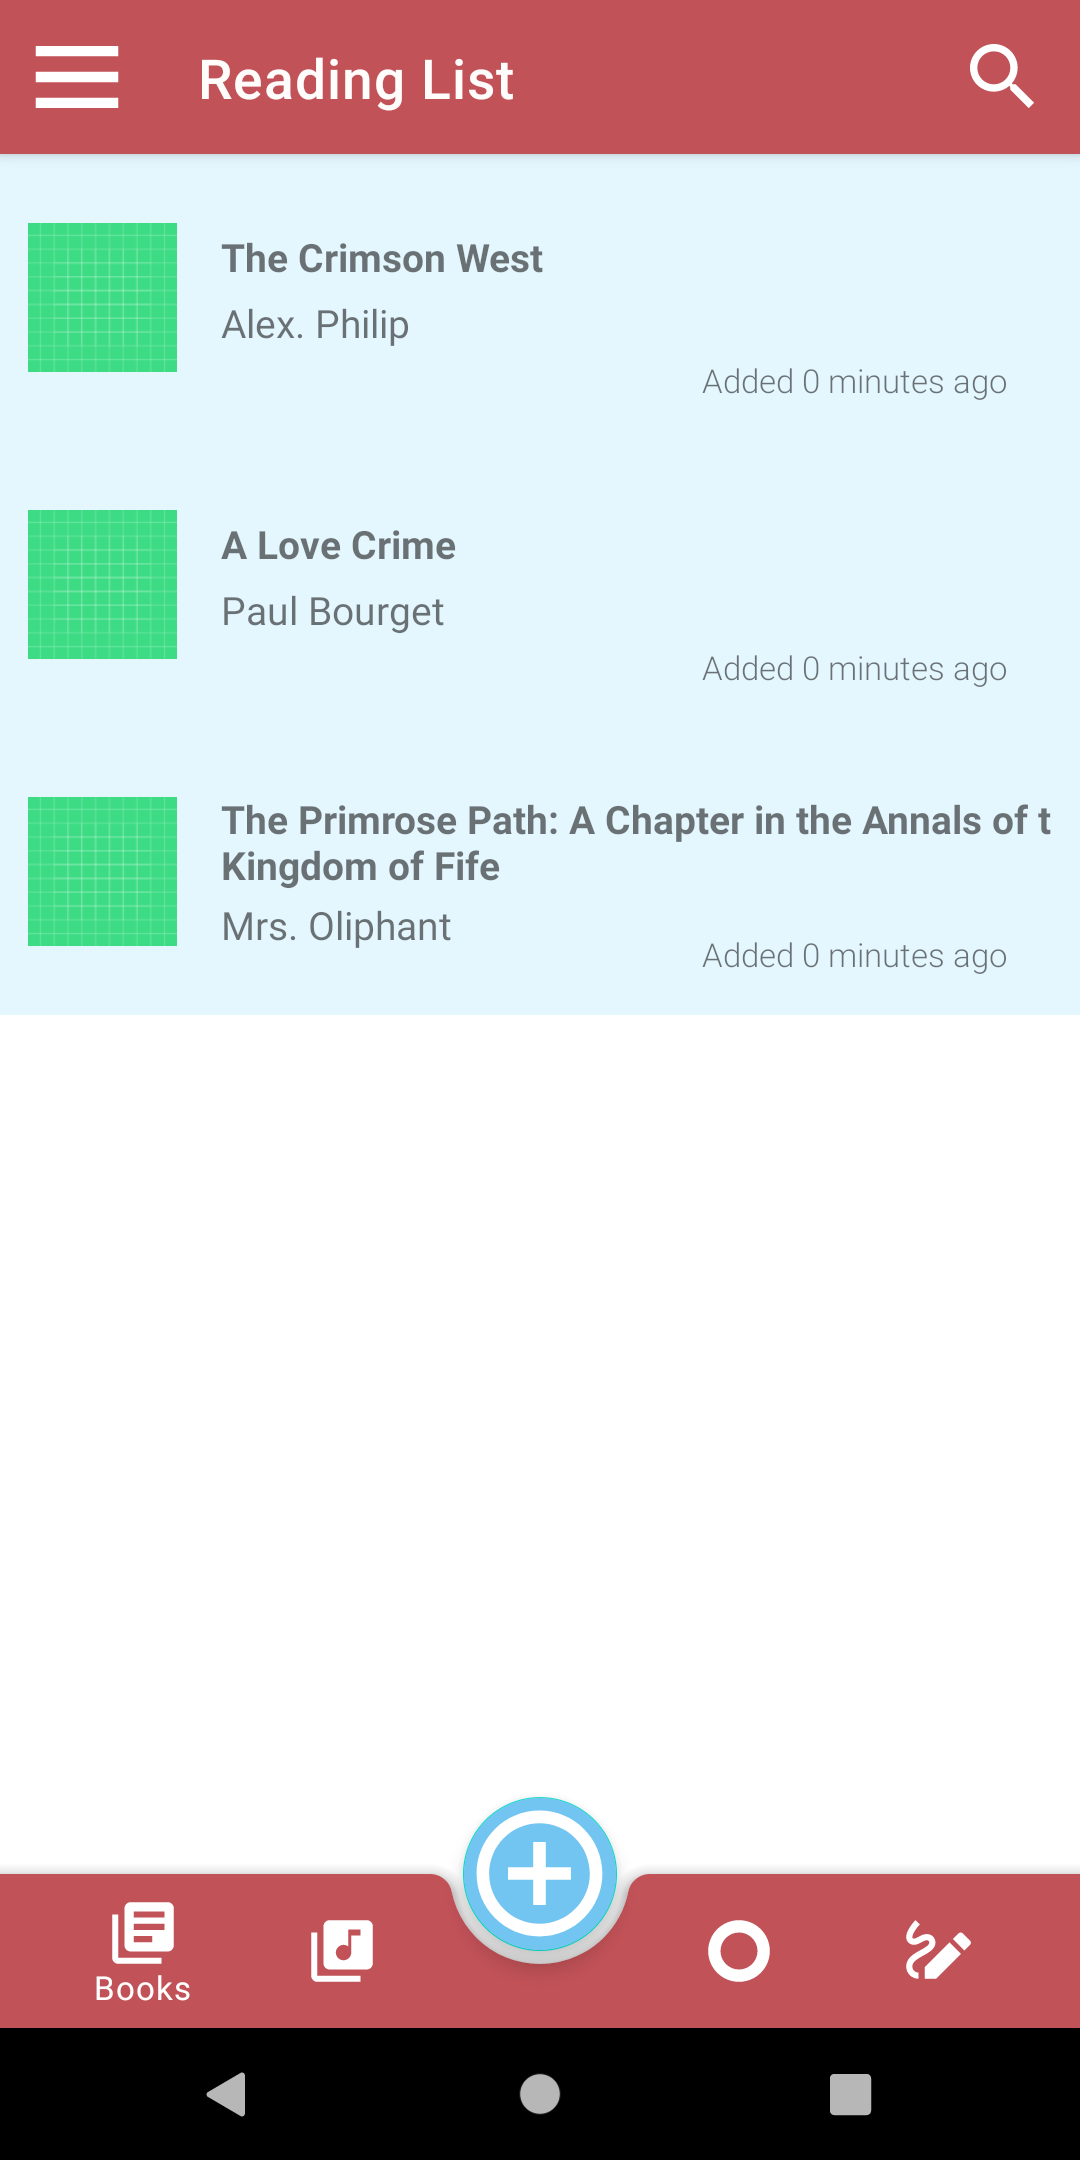 Reading List
The Crimson West
Alex. Philip
Added 0 minutes ago
A Love Crime
Paul Bourget
Added 0 minutes ago
The Primrose Path: A Chapter in the Annals of t
Kingdom of Fife
Mrs. Oliphant
Added 0 minutes ago
Books